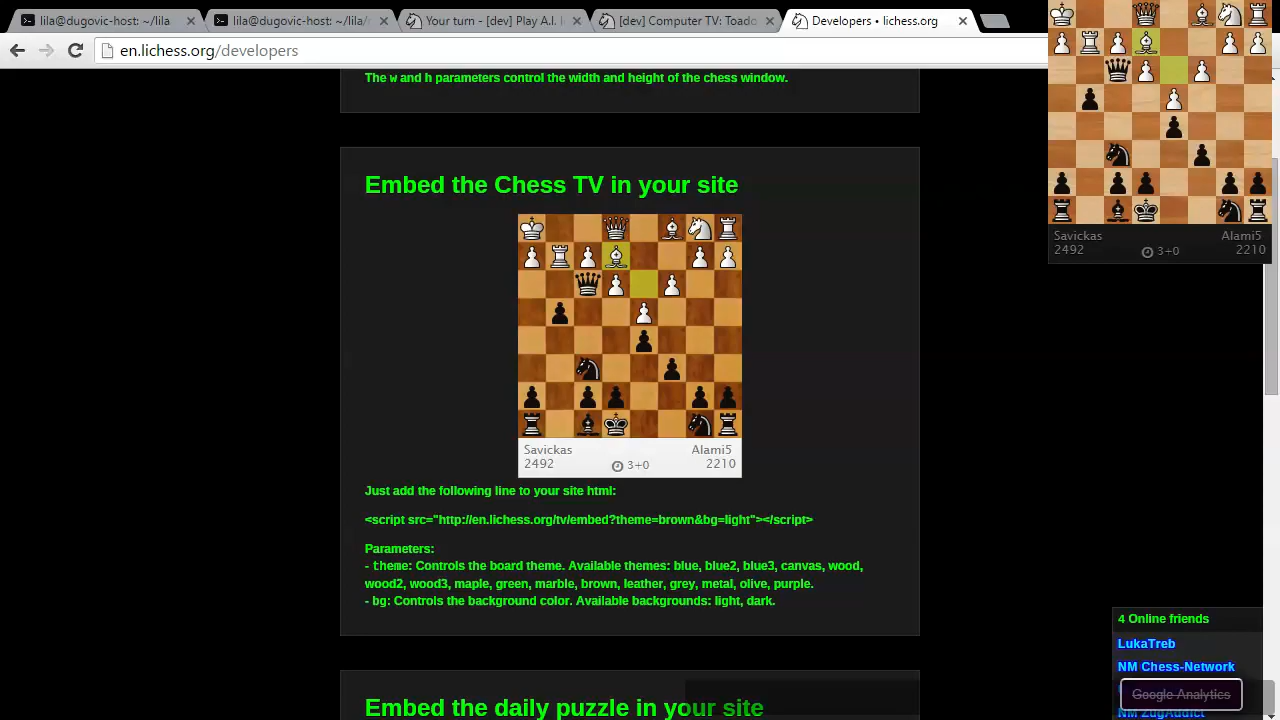 lila@dugovic-host: ~/lila
lila@dugovic-host: ~/lila/
Your turn - [dev] Play A.I.
[dev] Computer TV: Toado
Developers • lichess.org
en.lichess.org/developers
The w and h parameters control the width and height of the chess window.
Embed the Chess TV in your site
Savickas Alami5
2492 3+0 2210
Just add the following line to your site html:
<script src="http://en.lichess.org/tv/embed?theme=brown&bg=light"></script>
Parameters:
- theme: Controls the board theme. Available themes: blue, blue2, blue3, canvas, wood,
wood2, wood3, maple, green, marble, brown, leather, grey, metal, olive, purple.
- bg: Controls the background color. Available backgrounds: light, dark.
Embed the daily puzzle in your site
Savickas Alami5
2492 3+0 2210
4 Online friends
LukaTreb
NM Chess-Network
Google Analytics
NM ZugAddict